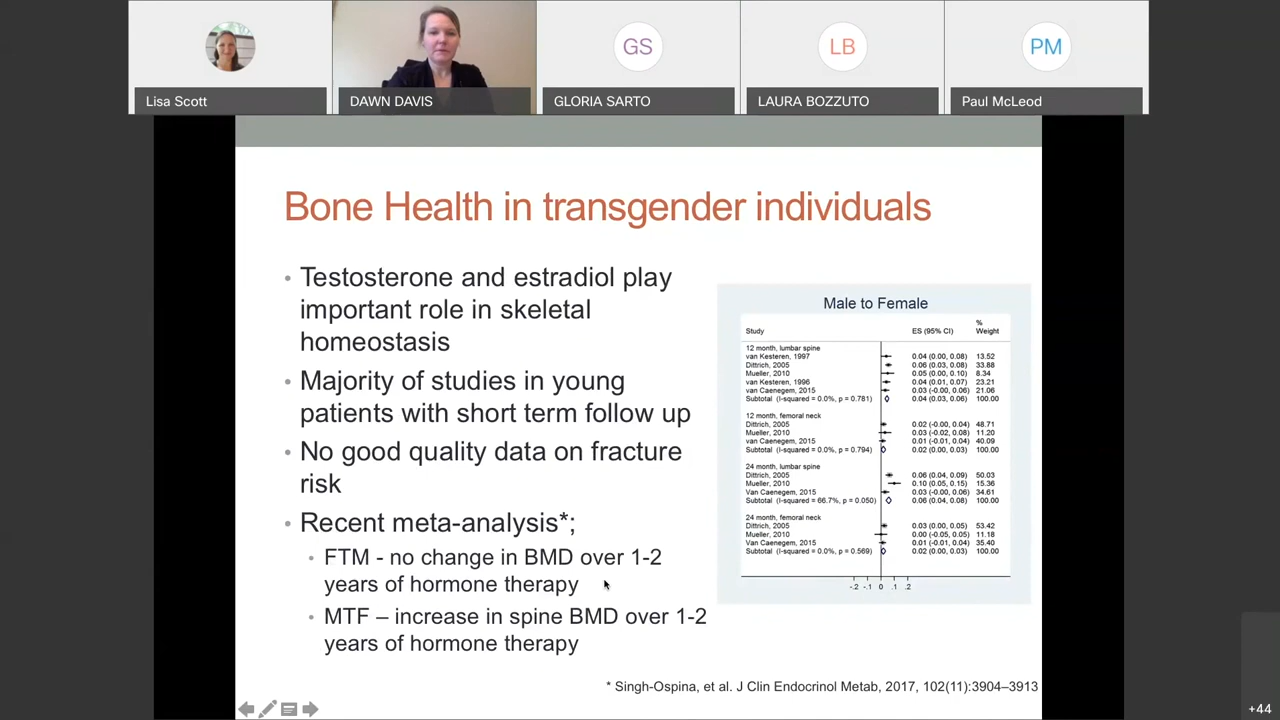 GS
LB
PM
Lisa Scott
DAWN DAVIS
GLORIA SARTO
LAURA BOZZUTO
Paul McLeod
Bone Health in transgender individuals
• Testosterone and estradiol play
important role in skeletal
homeostasis
• Majority of studies in young
patients with short term follow up
• No good quality data on fracture
risk
• Recent meta-analysis*;
• FTM - no change in BMD over 1-2
years of hormone therapy
• MTF – increase in spine BMD over 1-2
years of hormone therapy
Male to Female
%
Study ES (95% CI) Weight
12 month, lumbar spine
van Kesteren, 1997 0.04 (0.00, 0.08) 13.52
Dittrich, 2005 0.06 (0.03, 0.08) 33.88
Mueller, 2010 0.05 (0.00, 0.10) 8.34
van Kesteren, 1996 0.04 (0.01, 0.07) 23.21
van Caenegem, 2015 0.03 (-0.00, 0.06) 21.06
Subtotal (I-squared = 0.0%, p = 0.781) 0.04 (0.03, 0.06) 100.00
12 month, femoral neck
Dittrich, 2005 0.02 (-0.00, 0.04) 48.71
Mueller, 2010 0.03 (-0.02, 0.08) 11.20
van Caenegem, 2015 0.01 (-0.01, 0.04) 40.09
Subtotal (I-squared = 0.0%, p = 0.794) 0.02 (0.00, 0.03) 100.00
24 month, lumbar spine
Dittrich, 2005 0.06 (0.04, 0.09) 50.03
Mueller, 2010 0.10 (0.05, 0.15) 15.36
Van Caenegem, 2015 0.03 (-0.00, 0.06) 34.61
Subtotal (I-squared = 66.7%, p = 0.050) 0.06 (0.04, 0.08) 100.00
24 month, femoral neck
Dittrich, 2005 0.03 (0.00, 0.05) 53.42
Mueller, 2010 0.00 (-0.05, 0.05) 11.18
Van Caenegem, 2015 0.01 (-0.01, 0.04) 35.40
Subtotal (I-squared = 0.0%, p = 0.569) 0.02 (0.00, 0.03) 100.00
-.2 -.1 0 .1 .2
* Singh-Ospina, et al. J Clin Endocrinol Metab, 2017, 102(11):3904–3913
+44